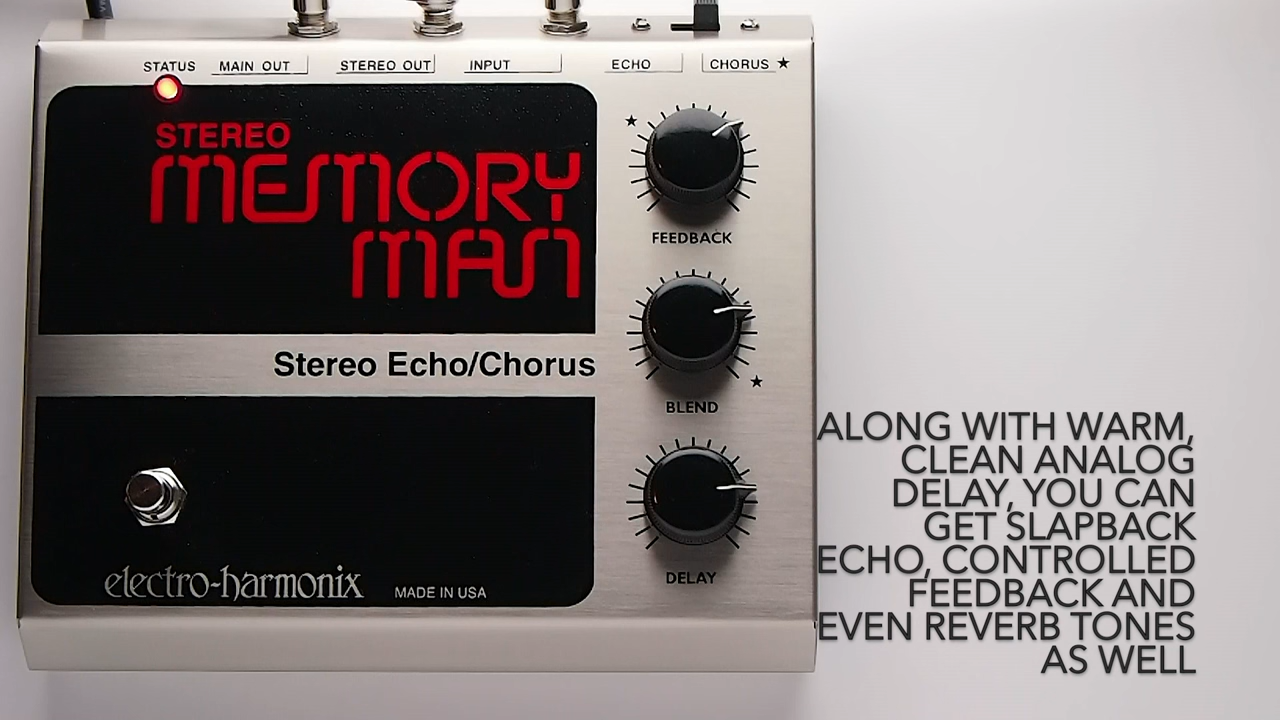 STATUS MAIN OUT STEREO OUT INPUT ECHO CHORUS ★
STEREO
MEMORY
MAN
FEEDBACK
Stereo Echo/Chorus
BLEND
electro-harmonix MADE IN USA
DELAY
ALONG WITH WARM,
CLEAN ANALOG
DELAY, YOU CAN
GET SLAPBACK
ECHO, CONTROLLED
FEEDBACK AND
EVEN REVERB TONES
AS WELL